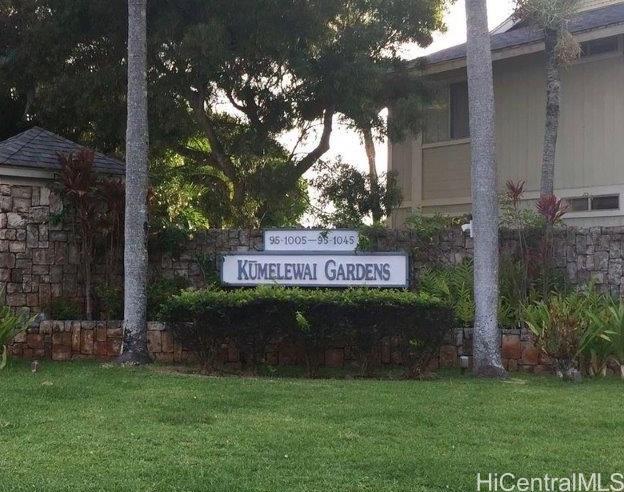 95-1005—95-1045
KŪMELEWAI GARDENS
HiCentralMLS